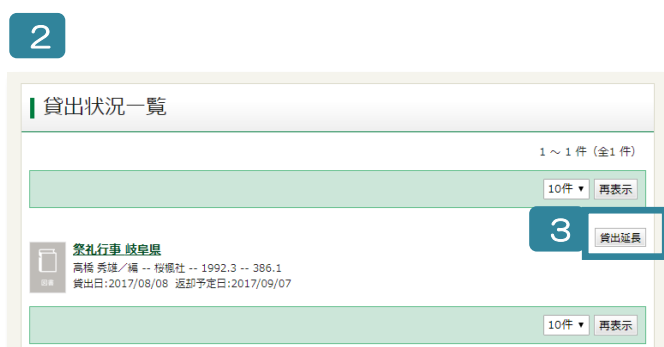 2
貸出状況一覧
1 ～ 1 件（全1 件）
10件 ▼ 再表示
3 貸出延長
祭礼行事 岐阜県
高橋 秀雄／編 -- 桜楓社 -- 1992.3 -- 386.1
図書 貸出日:2017/08/08 返却予定日:2017/09/07
10件 ▼ 再表示